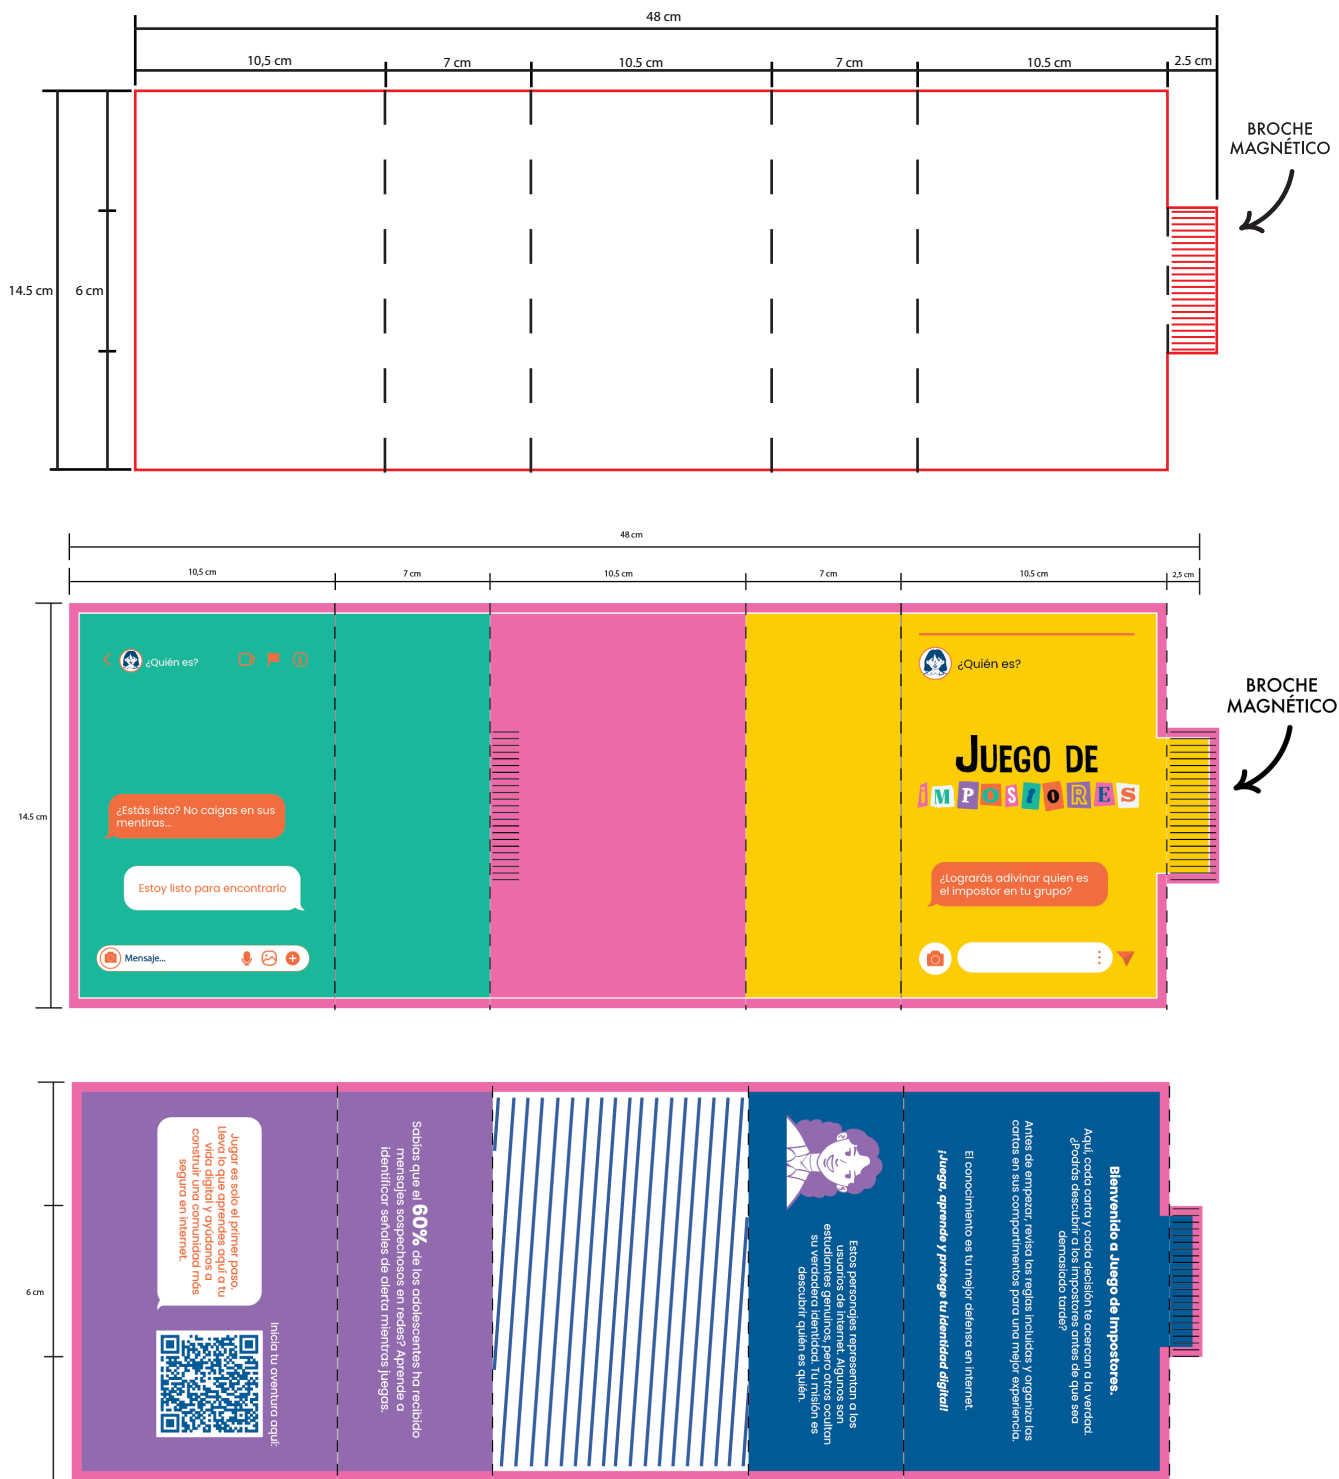 48 cm
10,5 cm
7 cm
10.5 cm
7 cm
10.5 cm
2.5 cm
BROCHE
MAGNÉTICO
14.5 cm
6 cm
48 cm
10,5 cm
7 cm
10.5 cm
7 cm
10.5 cm
2,5 cm
BROCHE
MAGNÉTICO
14.5 cm
¿Quién es?
¿Estás listo? No caigas en sus
mentiras...
Estoy listo para encontrarlo
Mensaje...
¿Quién es?
JUEGO DE
iMPOStORES
¿Lograrás adivinar quien es
el impostor en tu grupo?
6 cm
Jugar es solo el primer paso.
Lleva lo que aprendes aquí a tu
vida digital y ayúdanos a
construir una comunidad más
segura en internet.
Inicia tu aventura aquí:
Sabías que el 60% de los adolescentes ha recibido
mensajes sospechosos en redes? Aprende a
identificar señales de alerta mientras juegas.
Estos personajes representan a los
usuarios de internet. Algunos son
estudiantes genuinos, pero otros ocultan
su verdadera identidad. Tu misión es
descubrir quién es quién.
Bienvenido a Juego de Impostores.
Aquí, cada carta y cada decisión te acercan a la verdad.
¿Podrás descubrir a los impostores antes de que sea
demasiado tarde?
Antes de empezar, revisa las reglas incluidas y organiza las
cartas en sus compartimentos para una mejor experiencia.
El conocimiento es tu mejor defensa en internet.
¡Juega, aprende y protege tu identidad digital!!